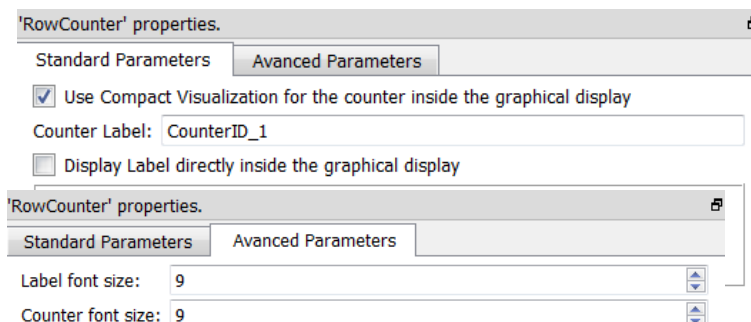 'RowCounter' properties.
Standard Parameters Avanced Parameters
Use Compact Visualization for the counter inside the graphical display
Counter Label: CounterID_1
Display Label directly inside the graphical display
'RowCounter' properties.
Standard Parameters Avanced Parameters
Label font size: 9
Counter font size: 9